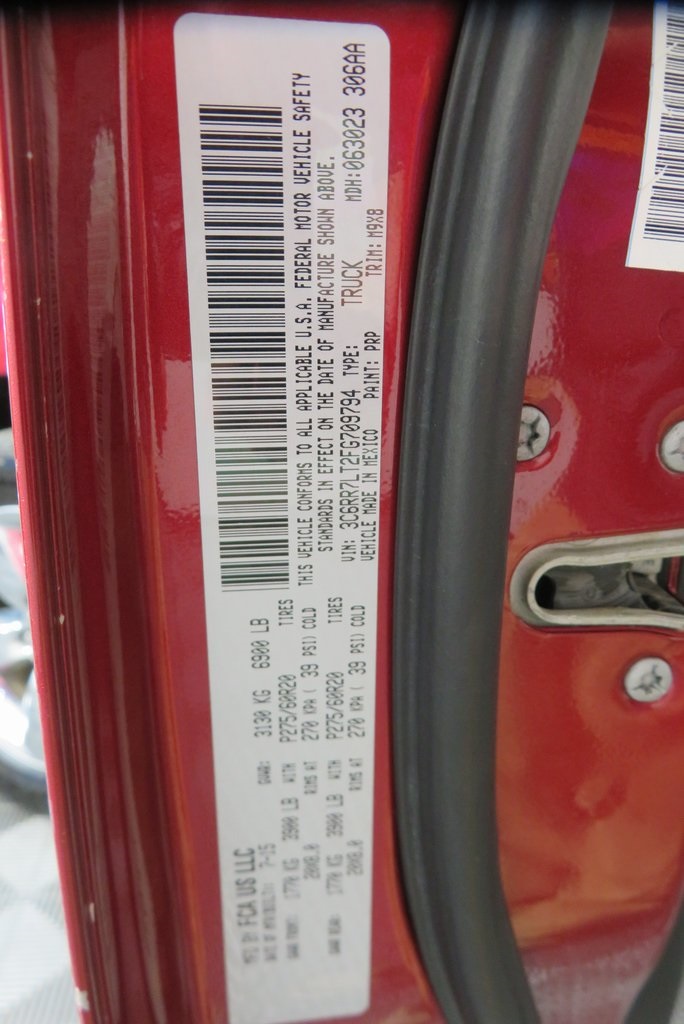 MFD BY FCA US LLC
DATE OF MANUFACTURE: 7-15 GVWR: 3130 KG 6900 LB
GAWR FRONT: 1770 KG 3900 LB WITH P275/60R20 TIRES
20X8.0 RIMS AT 270 KPA ( 39 PSI) COLD
GAWR REAR: 1770 KG 3900 LB WITH P275/60R20 TIRES
20X8.0 RIMS AT 270 KPA ( 39 PSI) COLD
THIS VEHICLE CONFORMS TO ALL APPLICABLE U.S.A. FEDERAL MOTOR VEHICLE SAFETY
STANDARDS IN EFFECT ON THE DATE OF MANUFACTURE SHOWN ABOVE.
VIN: 3C6RR7LT2FG709794 TYPE: TRUCK MDH:063023 306AA
VEHICLE MADE IN MEXICO PAINT: PRP TRIM: M9X8